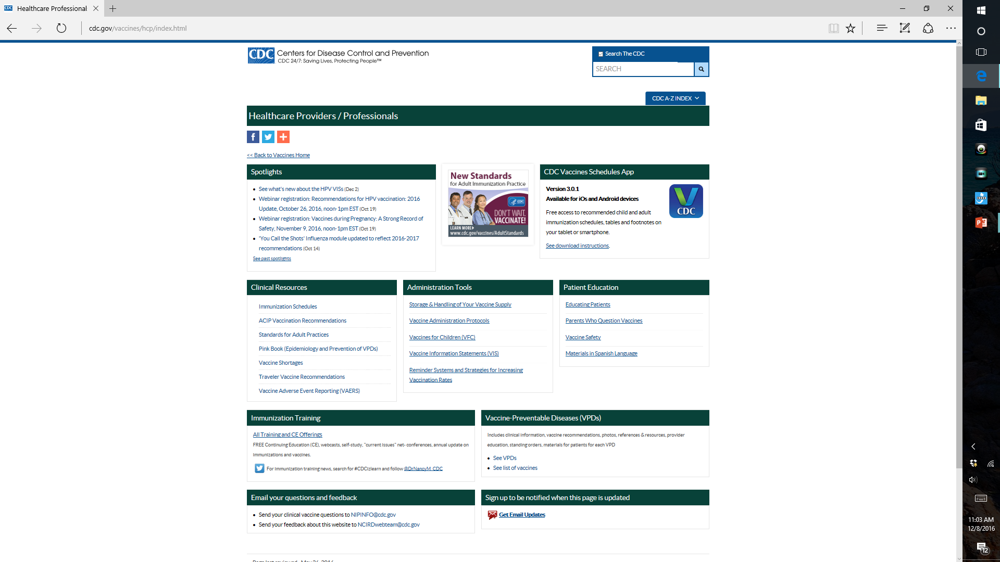 Healthcare Professional
cdc.gov/vaccines/hcp/index.html
CDC Centers for Disease Control and Prevention
CDC 24/7: Saving Lives, Protecting People™
Search The CDC
SEARCH
CDC A-Z INDEX
Healthcare Providers / Professionals
<< Back to Vaccines Home
Spotlights
See what's new about the HPV VISs (Dec 2)
Webinar registration: Recommendations for HPV vaccination: 2016
Update, October 26, 2016, noon-1pm EST (Oct 19)
Webinar registration: Vaccines during Pregnancy: A Strong Record of
Safety, November 9, 2016, noon-1pm EST (Oct 19)
'You Call the Shots' Influenza module updated to reflect 2016-2017
recommendations (Oct 14)
See past spotlights
New Standards
for Adult Immunization Practice
CDC
DON'T WAIT.
VACCINATE!
LEARN MORE
www.cdc.gov/vaccines/AdultStandards
CDC Vaccines Schedules App
Version 3.0.1
Available for iOs and Android devices
Free access to recommended child and adult
immunization schedules, tables and footnotes on
your tablet or smartphone.
See download instructions.
V
CDC
Clinical Resources
Immunization Schedules
ACIP Vaccination Recommendations
Standards for Adult Practices
Pink Book (Epidemiology and Prevention of VPDs)
Vaccine Shortages
Traveler Vaccine Recommendations
Vaccine Adverse Event Reporting (VAERS)
Administration Tools
Storage & Handling of Your Vaccine Supply
Vaccine Administration Protocols
Vaccines for Children (VFC)
Vaccine Information Statements (VIS)
Reminder Systems and Strategies for Increasing
Vaccination Rates
Patient Education
Educating Patients
Parents Who Question Vaccines
Vaccine Safety
Materials in Spanish Language
Immunization Training
All Training and CE Offerings
FREE Continuing Education (CE), webcasts, self-study, "current issues" net- conferences, annual update on
immunizations and vaccines.
For immunization training news, search for #CDCizlearn and follow @DrNancyM_CDC
Vaccine-Preventable Diseases (VPDs)
Includes clinical information, vaccine recommendations, photos, references & resources, provider
education, standing orders, materials for patients for each VPD
See VPDs
See list of vaccines
Email your questions and feedback
Send your clinical vaccine questions to NIPINFO@cdc.gov
Send your feedback about this website to NCIRDwebteam@cdc.gov
Sign up to be notified when this page is updated
Get Email Updates
Page last reviewed: May 26, 2016
11:03 AM
12/8/2016
12